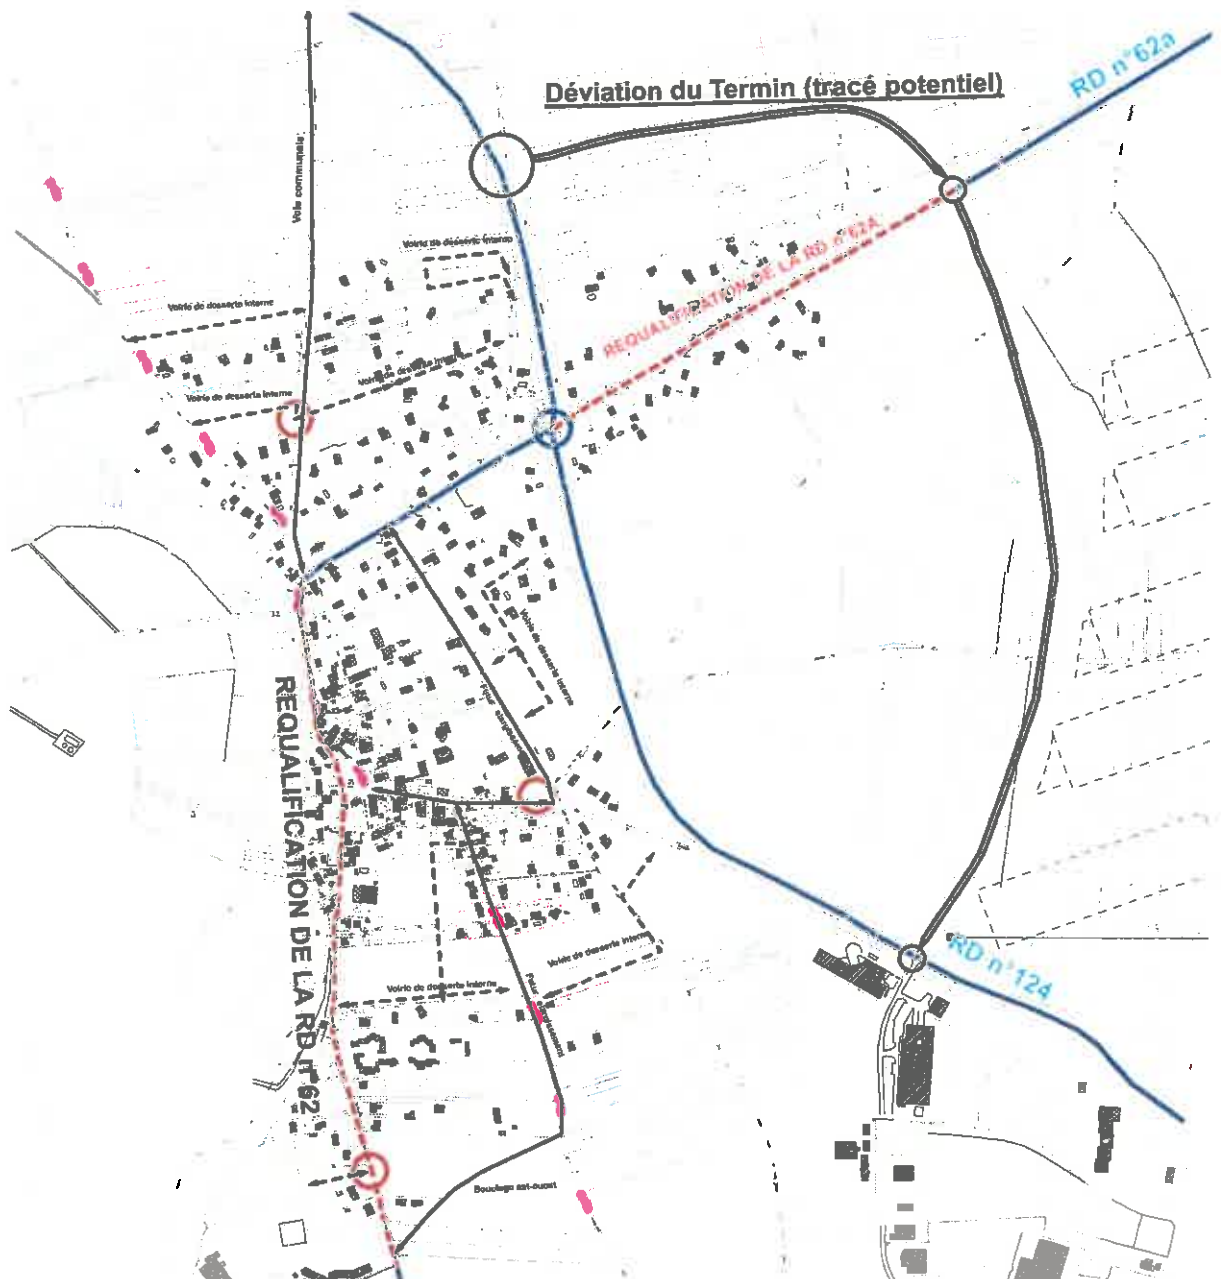 RD n°62a
Déviation du Termin (tracé potentiel)
Voie communale
REQUALIFICATION DE LA RD n°62A
Voirie de desserte interne
Voirie de desserte interne
Voirie de desserte interne
Voirie de desserte interne
Voirie de desserte interne
REQUALIFICATION DE LA RD n°62
Voirie de desserte interne
Voirie de desserte interne
RD n°124
Bouclage est-ouest